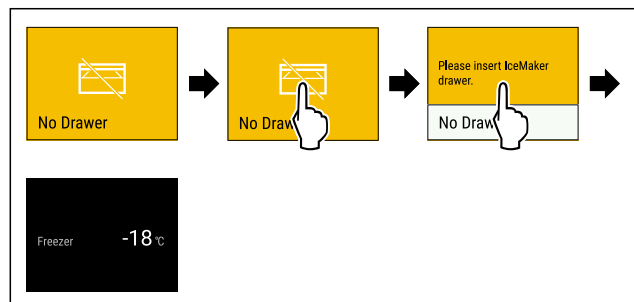 No Drawer
No Draw
Please insert IceMaker
drawer.
No Draw
Freezer -18 °C